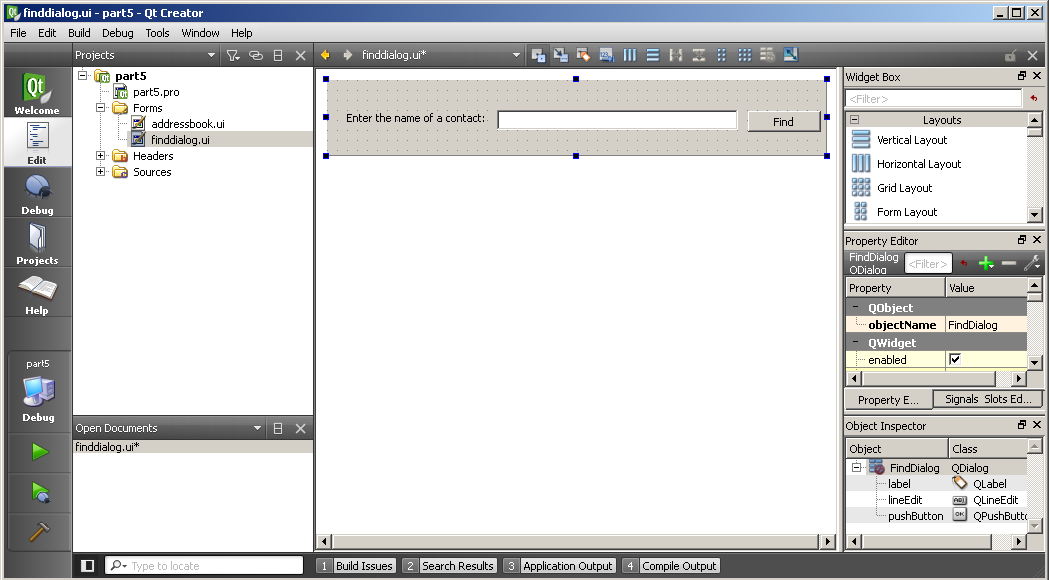 finddialog.ui - part5 - Qt Creator
File Edit Build Debug Tools Window Help
Projects
finddialog.ui*
Welcome
Edit
Debug
Projects
Help
part5
Debug
part5
part5.pro
Forms
addressbook.ui
finddialog.ui
Headers
Sources
Open Documents
finddialog.ui*
Enter the name of a contact:
Find
Widget Box
<Filter>
Layouts
Vertical Layout
Horizontal Layout
Grid Layout
Form Layout
Property Editor
FindDialog
QDialog
<Filter>
Property Value
QObject
objectName FindDialog
QWidget
enabled
Property E... Signals Slots Ed...
Object Inspector
Object Class
FindDialog QDialog
label QLabel
lineEdit QLineEdit
pushButton QPushButto
Type to locate
1 Build Issues 2 Search Results 3 Application Output 4 Compile Output